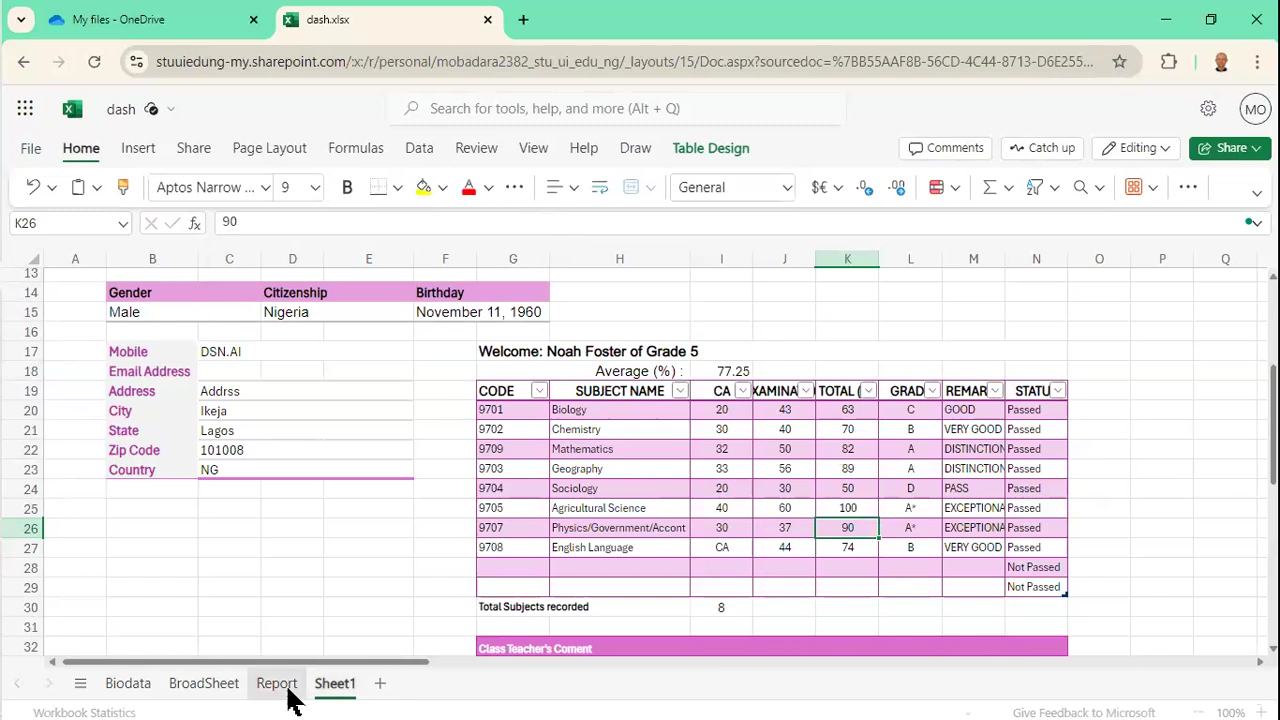 My files - OneDrive
dash.xlsx
stuuiedung-my.sharepoint.com/:x:/r/personal/mobidara2382_stu_ui_edu_ng/_layouts/15/Doc.aspx?sourcedoc=%7BB55AAF8B-56CD-4C44-8713-D6E255...
dash
Search for tools, help, and more (Alt + Q)
MO
File Home Insert Share Page Layout Formulas Data Review View Help Draw Table Design Comments Catch up Editing Share
Aptos Narrow ... 9 B A General $€ .0 .00
K26 fx 90
A B C D E F G H I J K L M N O P Q
13
14 Gender Citizenship Birthday
15 Male Nigeria November 11, 1960
16
17 Mobile DSN.AI Welcome: Noah Foster of Grade 5
18 Email Address Average (%) : 77.25
19 Address Addrss CODE SUBJECT NAME CA XAMINA TOTAL ( GRAD REMAR STATU
20 City Ikeja 9701 Biology 20 43 63 C GOOD Passed
21 State Lagos 9702 Chemistry 30 40 70 B VERY GOOD Passed
22 Zip Code 101008 9709 Mathematics 32 50 82 A DISTINCTION Passed
23 Country NG 9703 Geography 33 56 89 A DISTINCTION Passed
24 9704 Sociology 20 30 50 D PASS Passed
25 9705 Agricultural Science 40 60 100 A* EXCEPTIONA Passed
26 9707 Physics/Government/Accont 30 37 90 A* EXCEPTIONA Passed
27 9708 English Language CA 44 74 B VERY GOOD Passed
28 Not Passed
29 Not Passed
30 Total Subjects recorded 8
31
32 Class Teacher's Coment
Biodata BroadSheet Report Sheet1
Workbook Statistics Give Feedback to Microsoft 100%